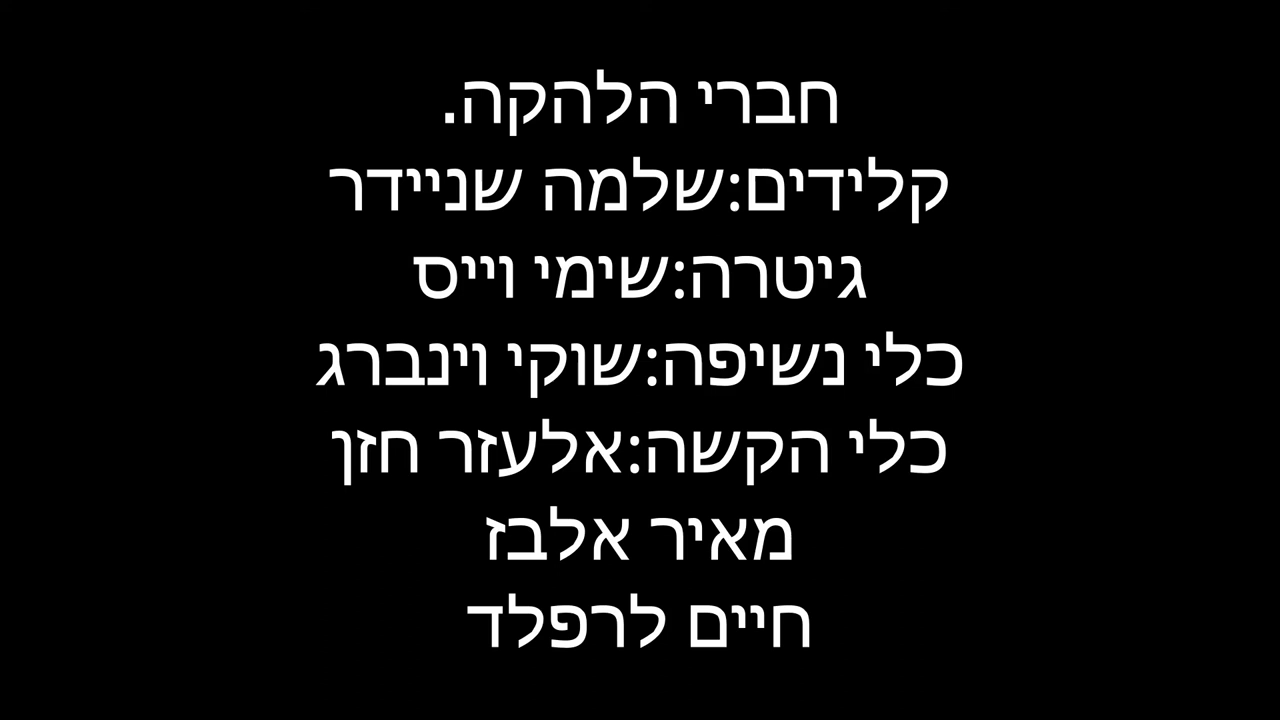 חברי הלהקה.
קלידים:שלמה שניידר
גיטרה:שימי וייס
כלי נשיפה:שוקי וינברג
כלי הקשה:אלעזר חזן
מאיר אלבז
חיים לרפלד